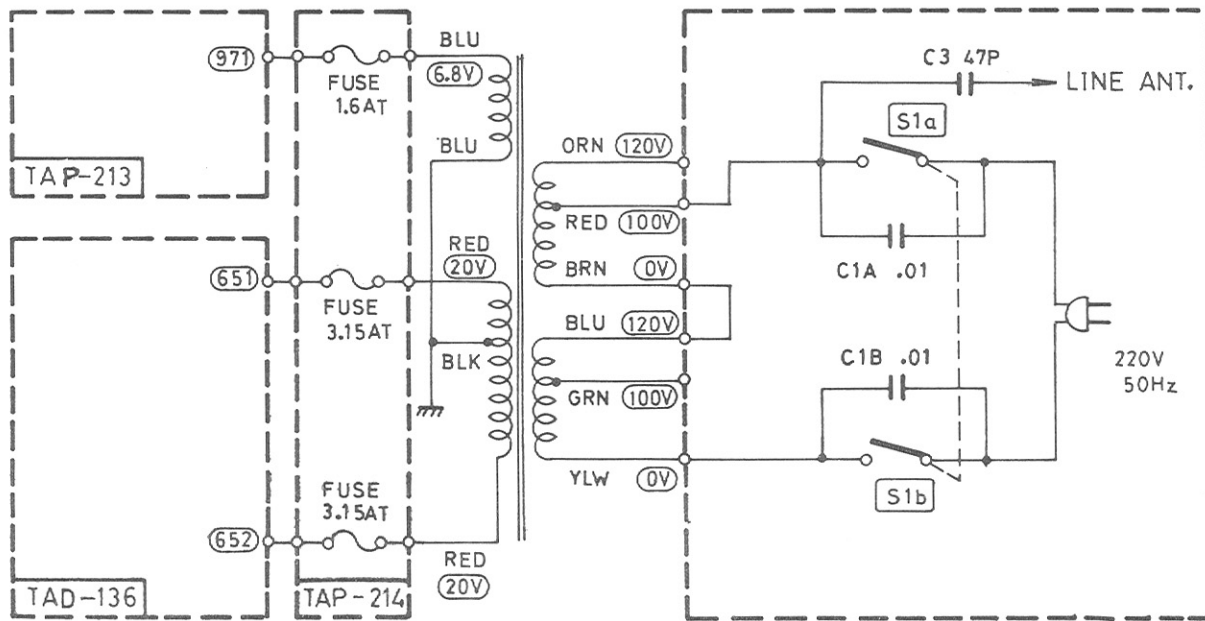 971
FUSE
1.6AT
BLU
6.8V
BLU
TAP-213
C3 47P
LINE ANT.
S1a
ORN 120V
RED 100V
BRN 0V
C1A .01
RED
20V
651
FUSE
3.15AT
BLK
BLU 120V
GRN 100V
YLW 0V
C1B .01
220V
50Hz
S1b
FUSE
3.15AT
652
RED
20V
TAD-136
TAP-214